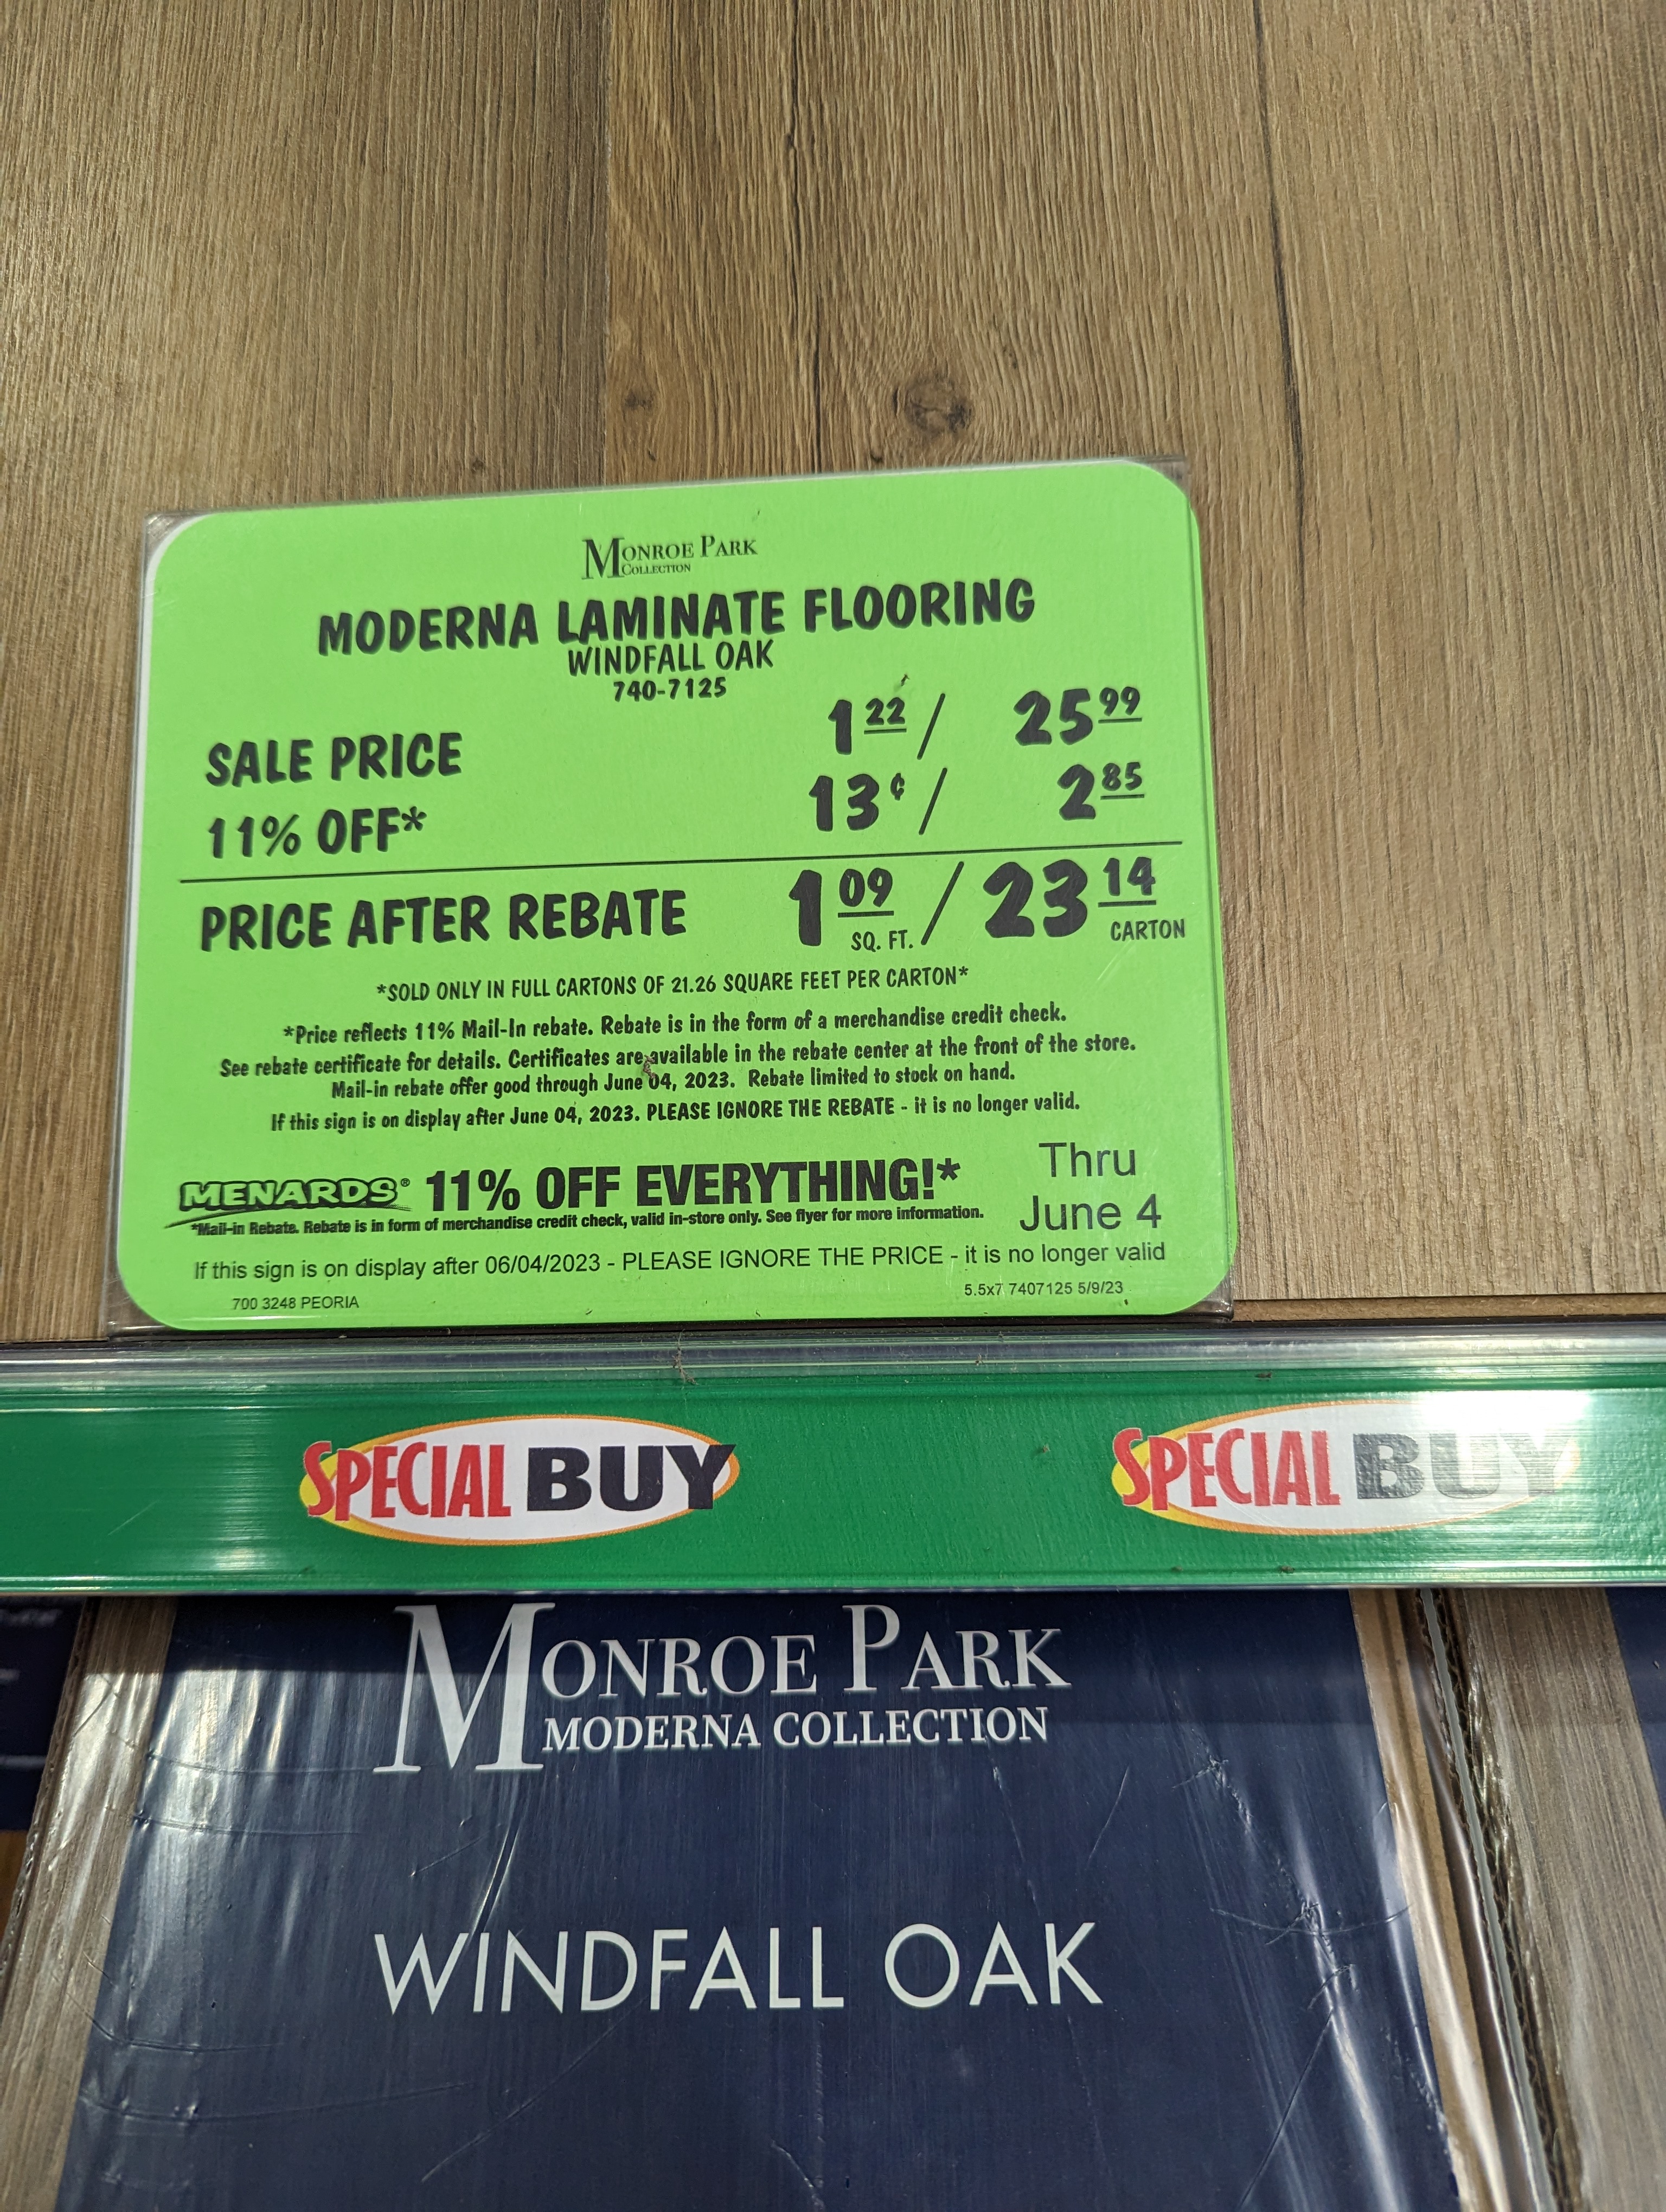 MONROE PARK
COLLECTION
MODERNA LAMINATE FLOORING
WINDFALL OAK
740-7125
SALE PRICE 1 22 / 25 99
11% OFF* 13¢ / 2 85
PRICE AFTER REBATE 1 09 SQ. FT. / 23 14 CARTON
*SOLD ONLY IN FULL CARTONS OF 21.26 SQUARE FEET PER CARTON*
*Price reflects 11% Mail-In rebate. Rebate is in the form of a merchandise credit check.
See rebate certificate for details. Certificates are available in the rebate center at the front of the store.
Mail-in rebate offer good through June 04, 2023. Rebate limited to stock on hand.
If this sign is on display after June 04, 2023. PLEASE IGNORE THE REBATE - it is no longer valid.
MENARDS® 11% OFF EVERYTHING!* Thru June 4
*Mail-in Rebate. Rebate is in form of merchandise credit check, valid in-store only. See flyer for more information.
If this sign is on display after 06/04/2023 - PLEASE IGNORE THE PRICE - it is no longer valid
700 3248 PEORIA 5.5x7 7407125 5/9/23
SPECIAL BUY SPECIAL BUY
MONROE PARK
MODERNA COLLECTION
WINDFALL OAK